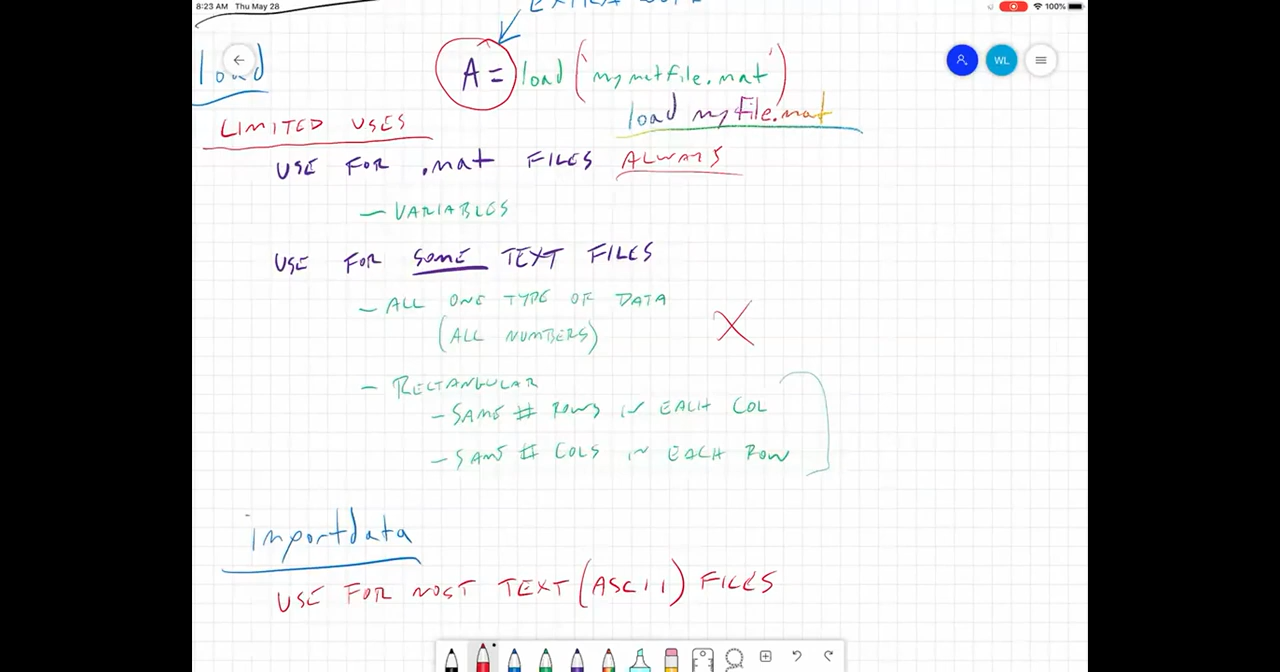 8:23 AM Thu May 28
100%
WL
load
A = load('mymatfile.mat')
load myfile.mat
LIMITED USES
USE FOR .mat FILES ALWAYS
- VARIABLES
USE FOR SOME TEXT FILES
- ALL ONE TYPE OF DATA
(ALL NUMBERS)
X
- RECTANGULAR
- SAME # ROWS IN EACH COL
- SAME # COLS IN EACH ROW
importdata
USE FOR MOST TEXT (ASCII) FILES